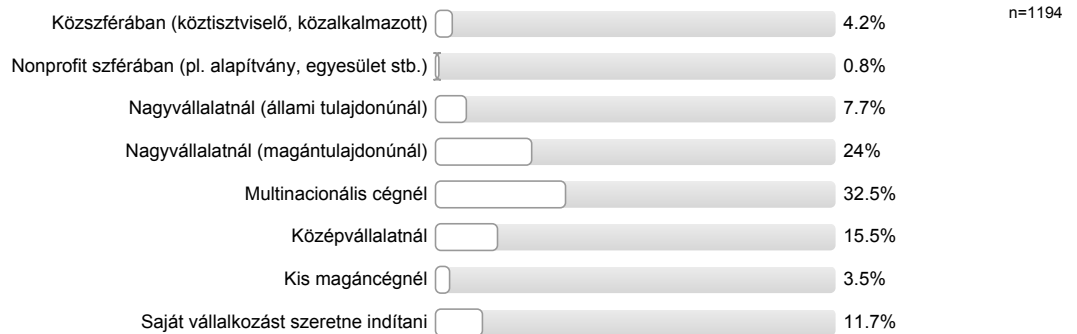 Közszférában (köztisztviselő, közalkalmazott) 4.2% n=1194
Nonprofit szférában (pl. alapítvány, egyesület stb.) 0.8%
Nagyvállalatnál (állami tulajdonúnál) 7.7%
Nagyvállalatnál (magántulajdonúnál) 24%
Multinacionális cégnél 32.5%
Középvállalatnál 15.5%
Kis magáncégnél 3.5%
Saját vállalkozást szeretne indítani 11.7%